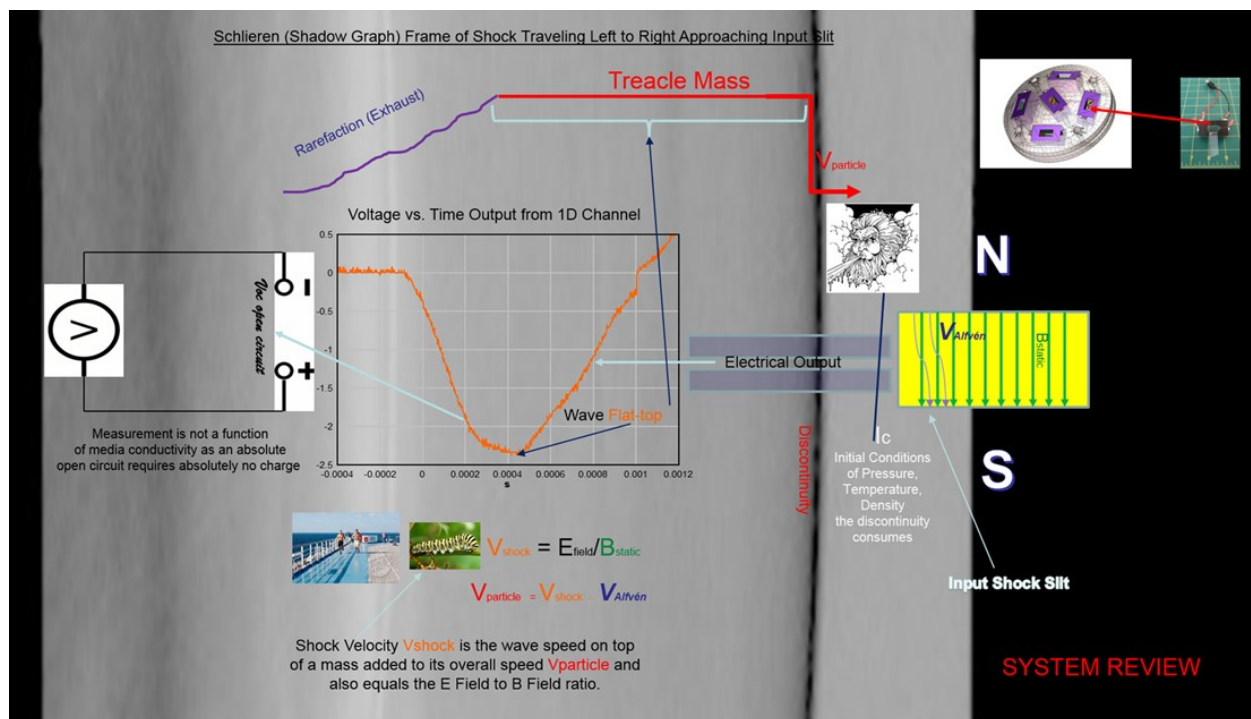 Schlieren (Shadow Graph) Frame of Shock Traveling Left to Right Approaching Input Slit
Treacle Mass
Rarefaction (Exhaust)
Vparticle
Voltage vs. Time Output from 1D Channel
0.5
0
-0.5
-1
-1.5
-2
-2.5
-0.0004 -0.0002 0 0.0002 0.0004 0.0006 0.0008 0.001 0.0012
s
V
Voc open circuit
-
+
Measurement is not a function
of media conductivity as an absolute
open circuit requires absolutely no charge
Electrical Output
Wave Flat-top
Discontinuity
N
VAlfvén
Bstatic
S
Ic
Initial Conditions
of Pressure,
Temperature,
Density
the discontinuity
consumes
Input Shock Slit
Vshock = Efield/Bstatic
Vparticle = Vshock - VAlfvén
Shock Velocity Vshock is the wave speed on top
of a mass added to its overall speed Vparticle and
also equals the E Field to B Field ratio.
SYSTEM REVIEW